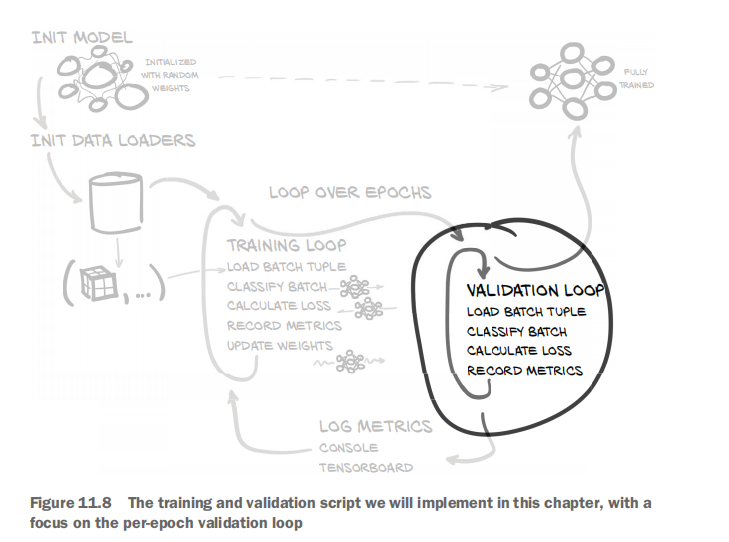 INIT MODEL
INITIALIZED
WITH RANDOM
WEIGHTS
FULLY
TRAINED
INIT DATA LOADERS
LOOP OVER EPOCHS
TRAINING LOOP
LOAD BATCH TUPLE
CLASSIFY BATCH
CALCULATE LOSS
RECORD METRICS
UPDATE WEIGHTS
VALIDATION LOOP
LOAD BATCH TUPLE
CLASSIFY BATCH
CALCULATE LOSS
RECORD METRICS
LOG METRICS
CONSOLE
TENSORBOARD
Figure 11.8 The training and validation script we will implement in this chapter, with a
focus on the per-epoch validation loop